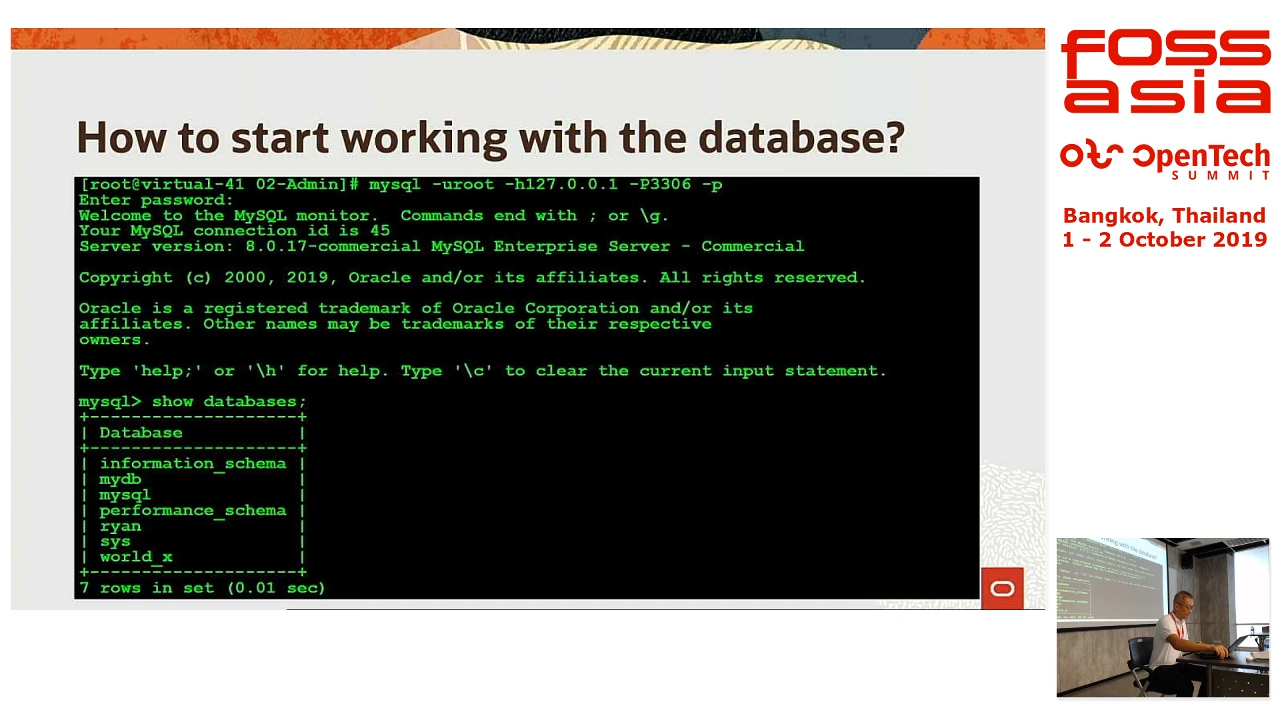 How to start working with the database?
[root@virtual-41 02-Admin]# mysql -uroot -h127.0.0.1 -P3306 -p
Enter password:
Welcome to the MySQL monitor.  Commands end with ; or \g.
Your MySQL connection id is 45
Server version: 8.0.17-commercial MySQL Enterprise Server - Commercial
Copyright (c) 2000, 2019, Oracle and/or its affiliates. All rights reserved.
Oracle is a registered trademark of Oracle Corporation and/or its
affiliates. Other names may be trademarks of their respective
owners.
Type 'help;' or '\h' for help. Type '\c' to clear the current input statement.
mysql> show databases;
+--------------------+
| Database           |
+--------------------+
| information_schema |
| mydb               |
| mysql              |
| performance_schema |
| ryan               |
| sys                |
| world_x            |
+--------------------+
7 rows in set (0.01 sec)
FOSS
asia
OpenTech
SUMMIT
Bangkok, Thailand
1 - 2 October 2019